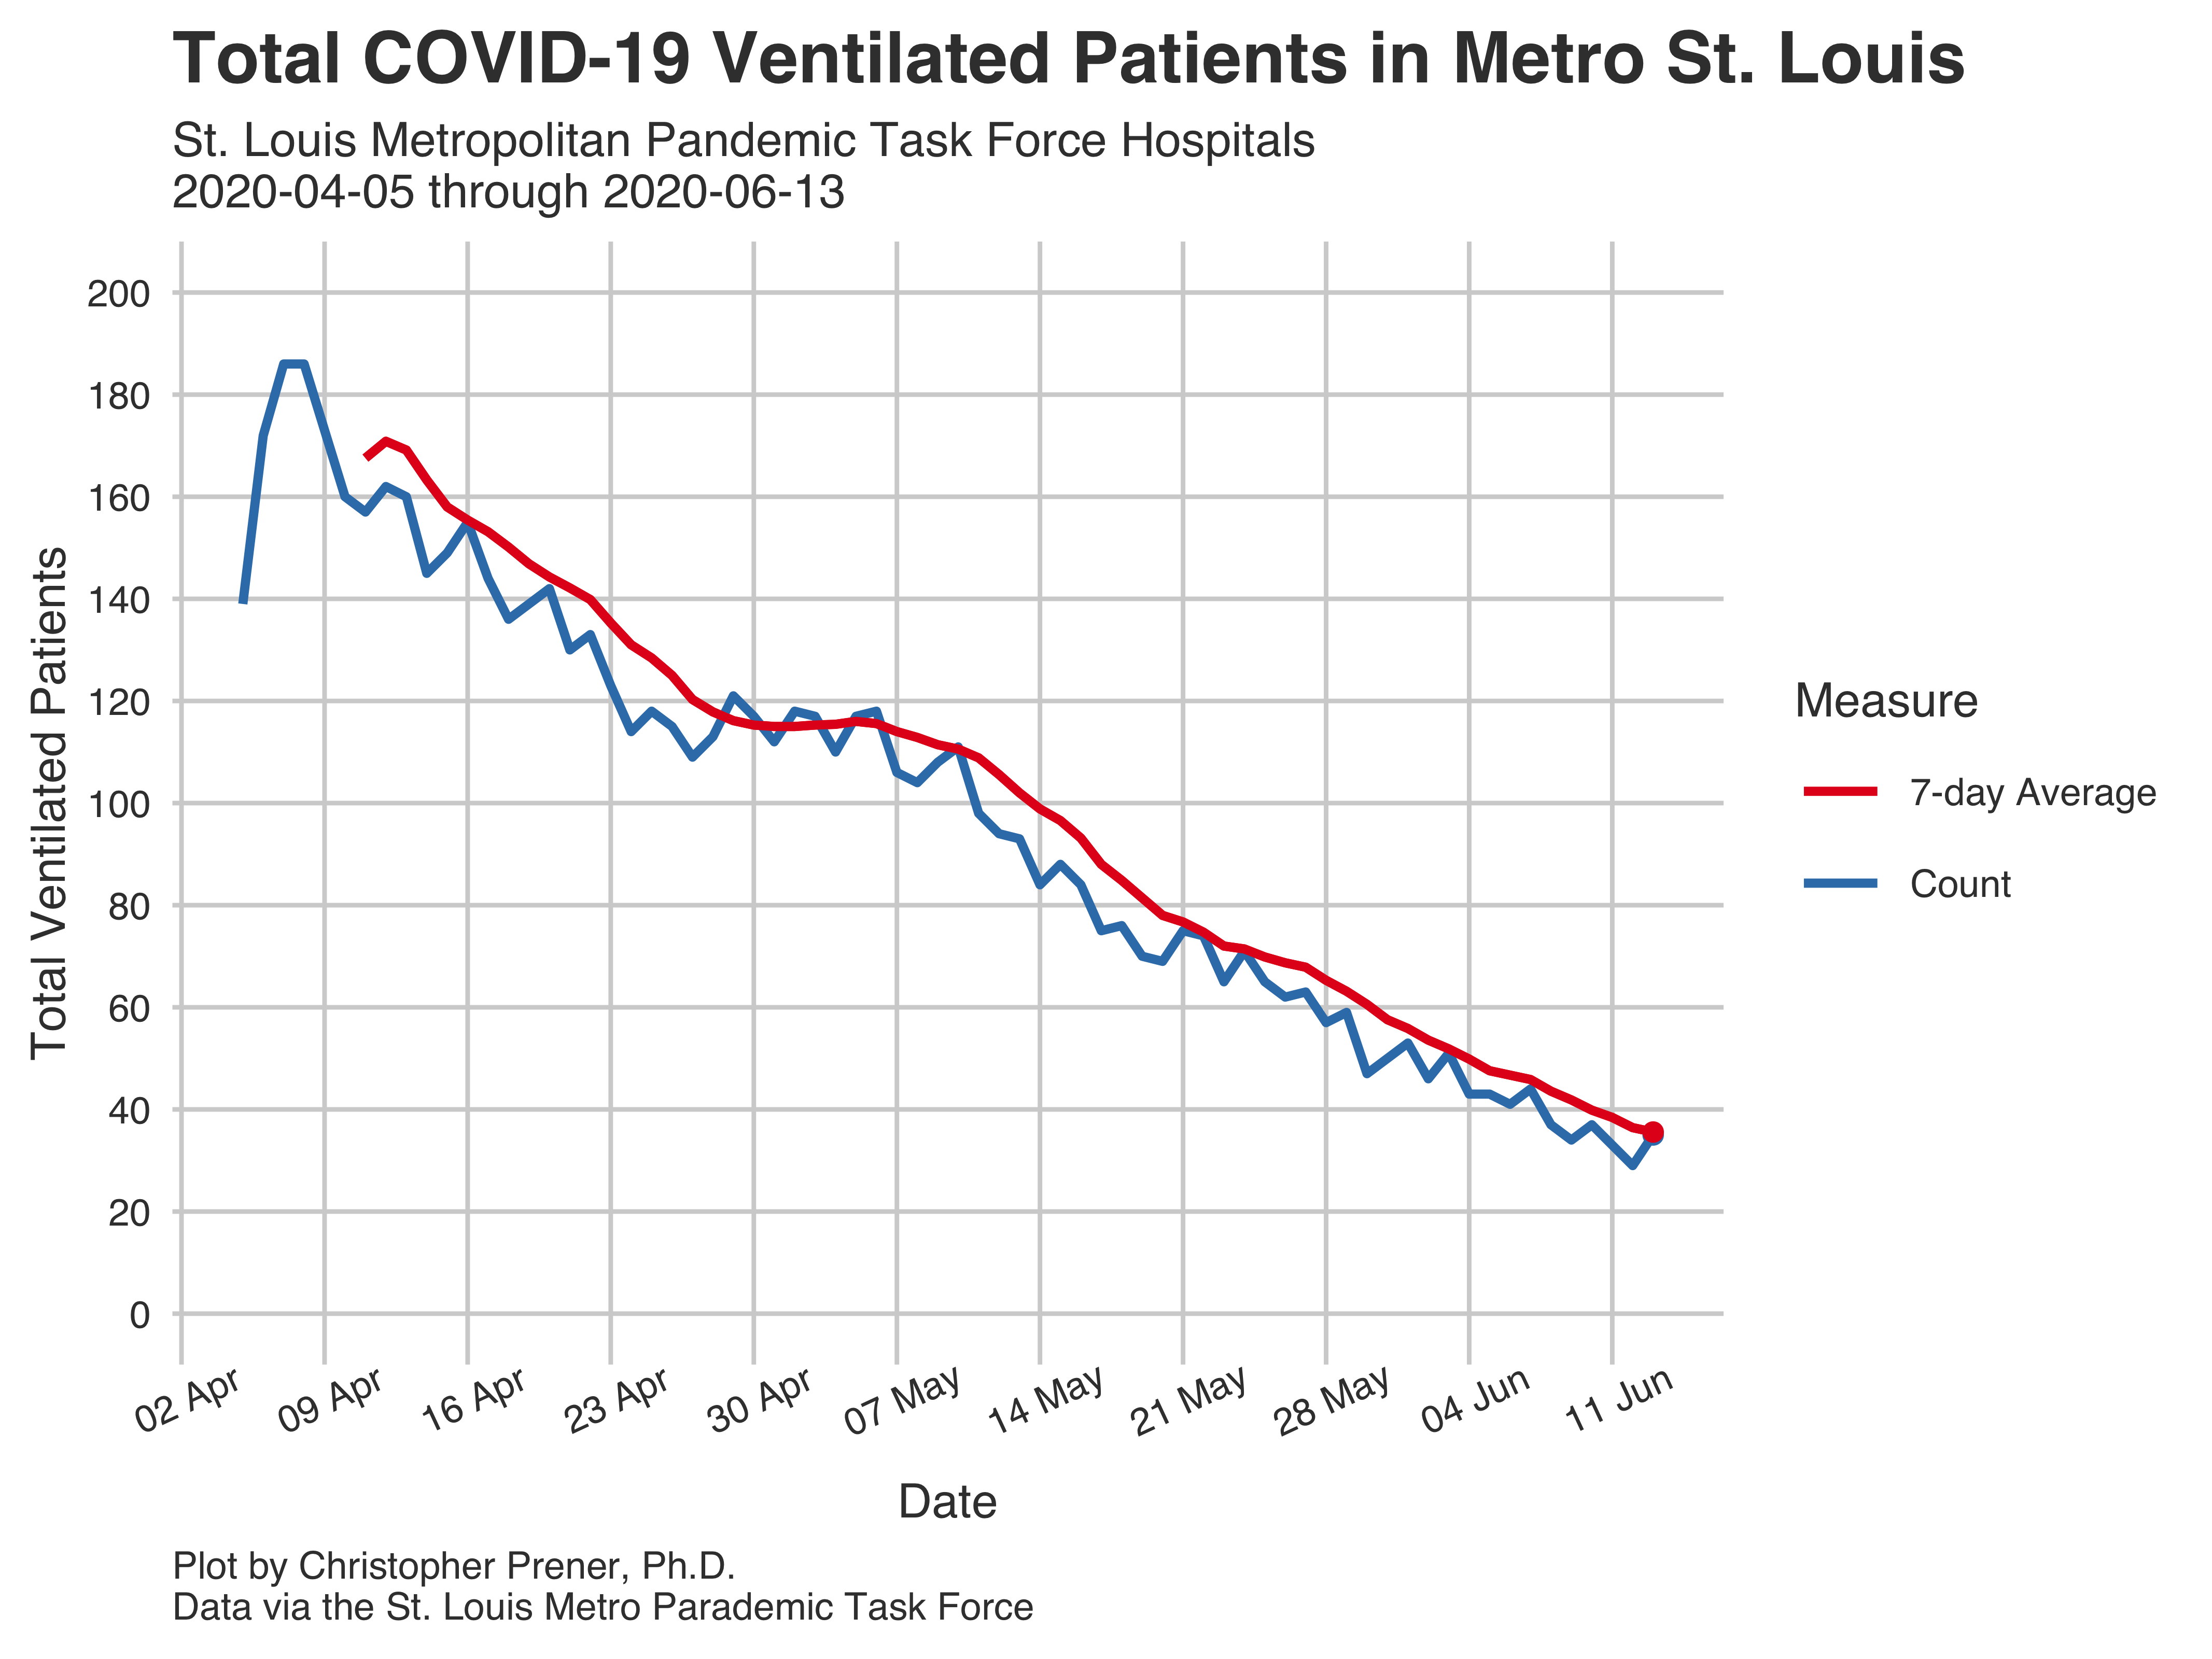 Total COVID-19 Ventilated Patients in Metro St. Louis
St. Louis Metropolitan Pandemic Task Force Hospitals
2020-04-05 through 2020-06-13
Total Ventilated Patients
200
180
160
140
120
100
80
60
40
20
0
02 Apr
09 Apr
16 Apr
23 Apr
30 Apr
07 May
14 May
21 May
28 May
04 Jun
11 Jun
Date
Measure
7-day Average
Count
Plot by Christopher Prener, Ph.D.
Data via the St. Louis Metro Parademic Task Force